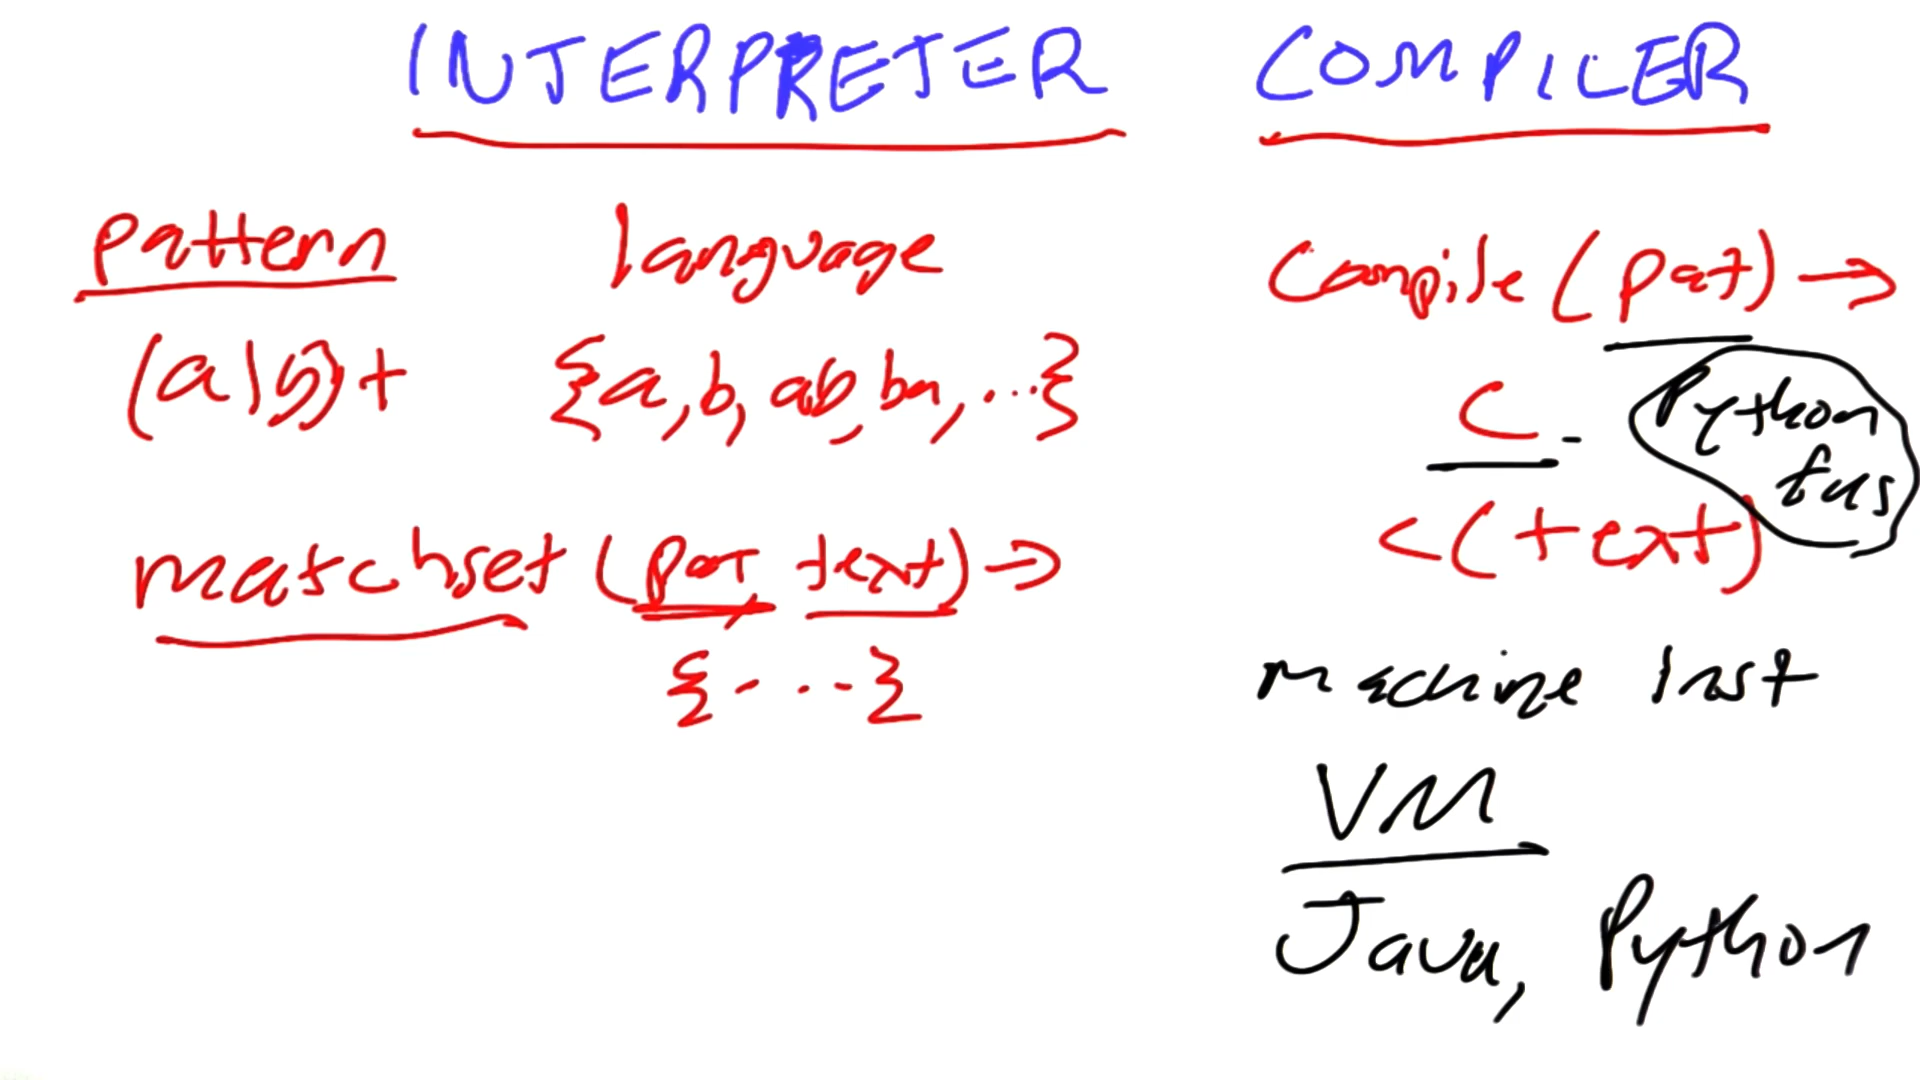 INTERPRETER
pattern language
(a|b)+ {a, b, ab, ba, ...}
matchset (pat, text) →
{....}
COMPILER
Compile (pat) →
C - Python fns
c(text)
machine inst
VM
Java, Python